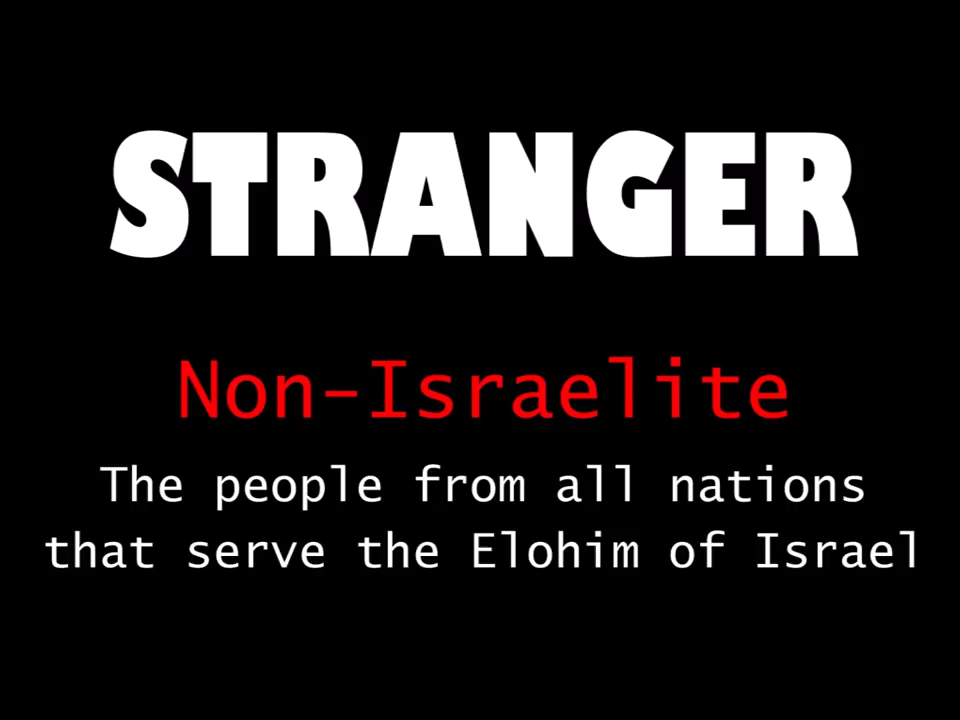 STRANGER
Non-Israelite
The people from all nations
that serve the Elohim of Israel